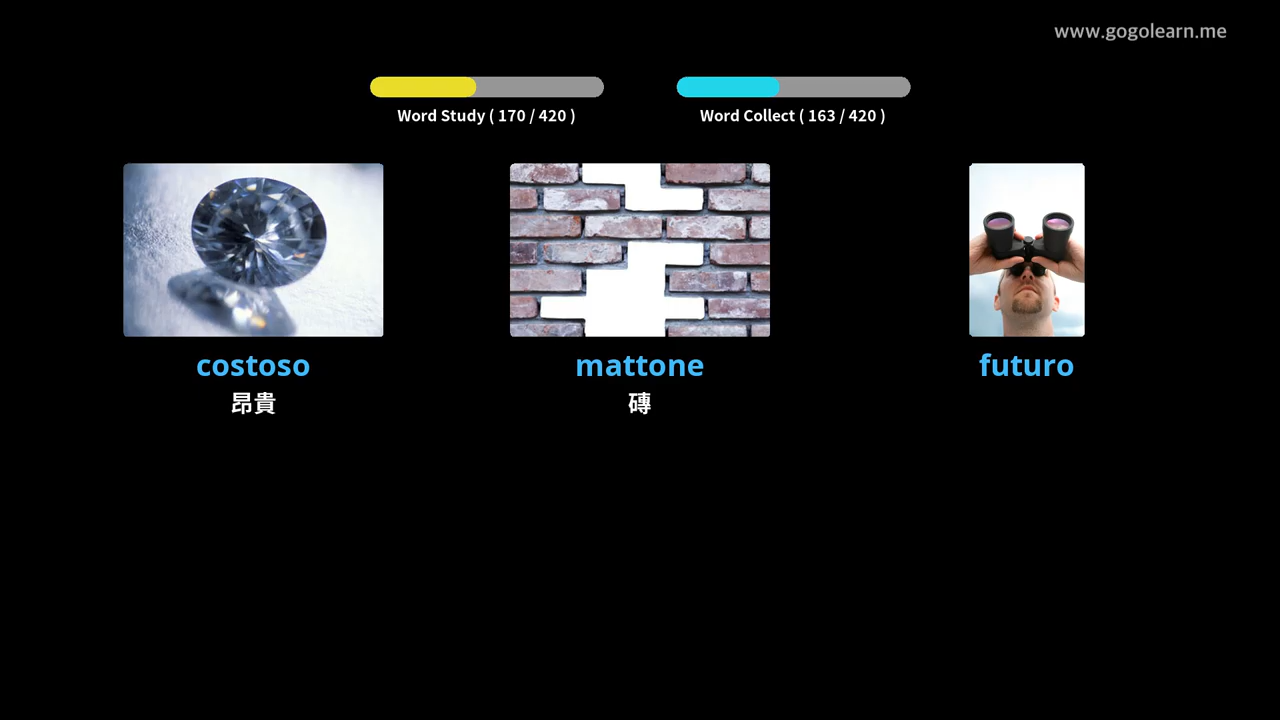 www.gogolearn.me
Word Study ( 170 / 420 )
Word Collect ( 163 / 420 )
costoso
昂貴
mattone
磚
futuro